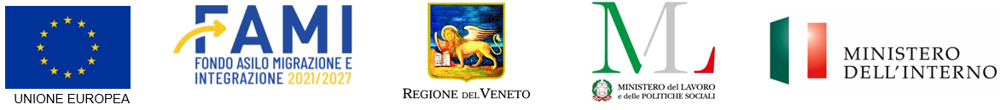 UNIONE EUROPEA
FAMI
FONDO ASILO MIGRAZIONE E
INTEGRAZIONE 2021/2027
REGIONE DEL VENETO
ML
MINISTERO del LAVORO
e delle POLITICHE SOCIALI
MINISTERO
DELL'INTERNO